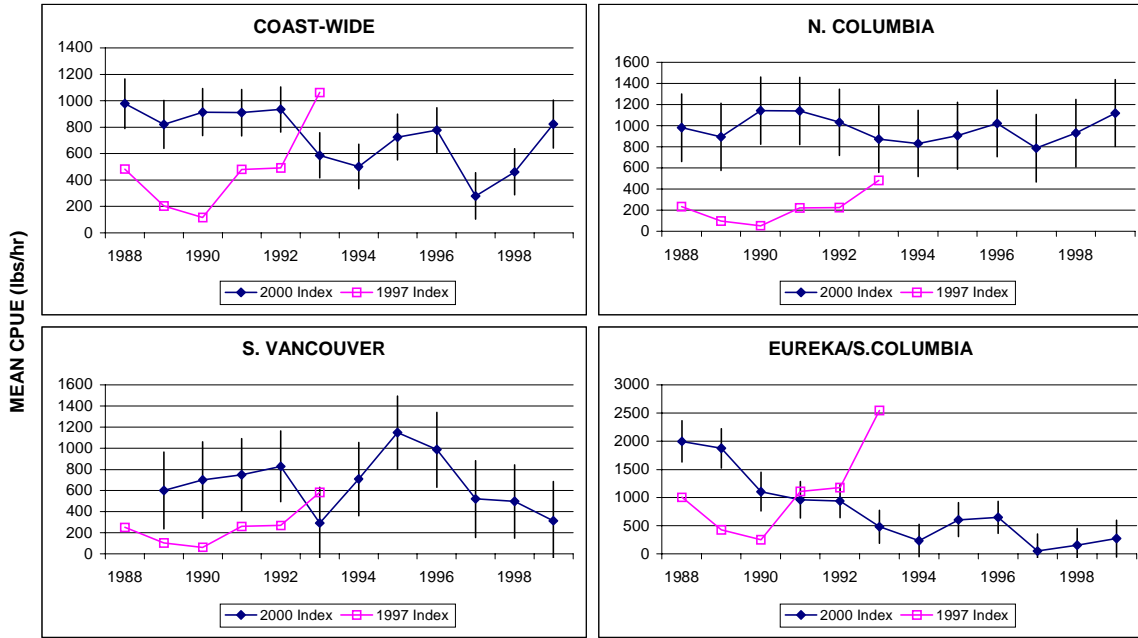 MEAN CPUE (lbs/hr)
COAST-WIDE
1400
1200
1000
800
600
400
200
0
1988 1990 1992 1994 1996 1998
2000 Index 1997 Index
N. COLUMBIA
1600
1400
1200
1000
800
600
400
200
0
1988 1990 1992 1994 1996 1998
2000 Index 1997 Index
S. VANCOUVER
1600
1400
1200
1000
800
600
400
200
0
1988 1990 1992 1994 1996 1998
2000 Index 1997 Index
EUREKA/S.COLUMBIA
3000
2500
2000
1500
1000
500
0
1988 1990 1992 1994 1996 1998
2000 Index 1997 Index